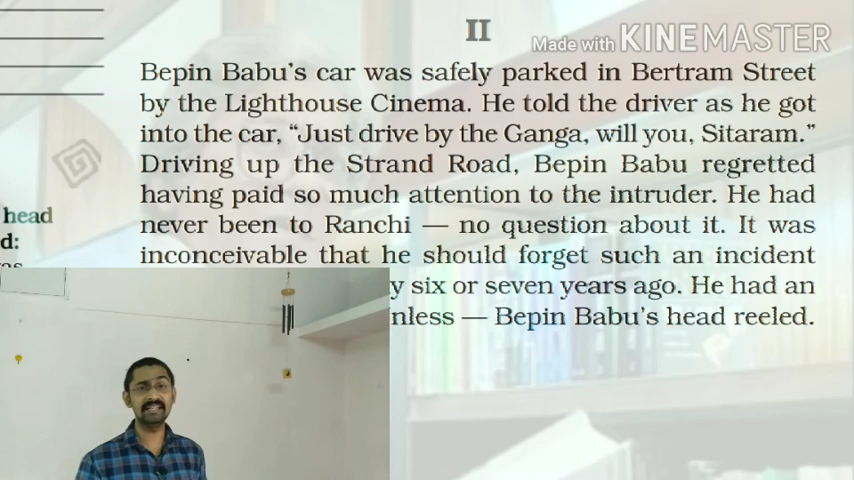 II
Made with KINEMASTER
Bepin Babu's car was safely parked in Bertram Street
by the Lighthouse Cinema. He told the driver as he got
into the car, “Just drive by the Ganga, will you, Sitaram.”
Driving up the Strand Road, Bepin Babu regretted
having paid so much attention to the intruder. He had
never been to Ranchi — no question about it. It was
inconceivable that he should forget such an incident
six or seven years ago. He had an
— Bepin Babu's head reeled.
head